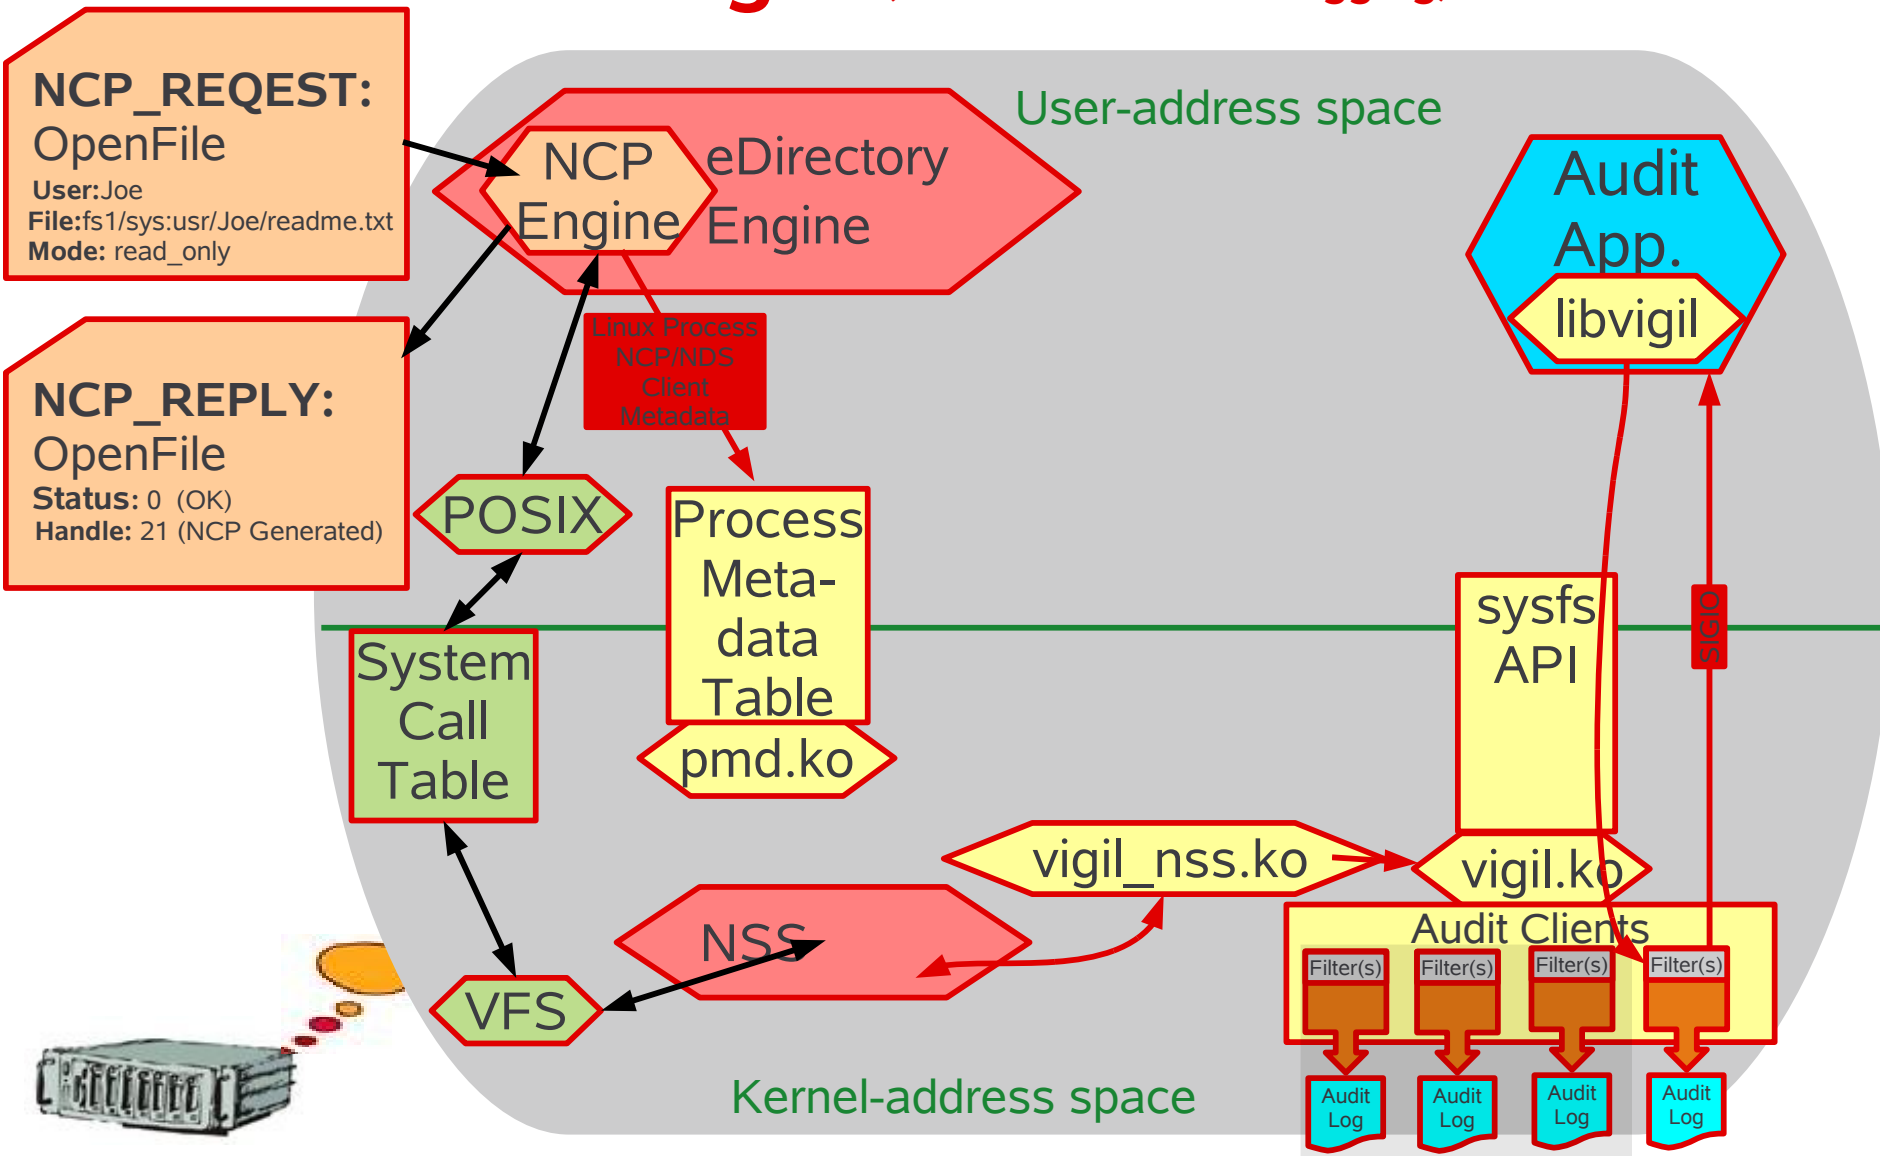 NCP_REQEST:
OpenFile
User:Joe
File:fs1/sys:usr/Joe/readme.txt
Mode: read_only
NCP_REPLY:
OpenFile
Status: 0 (OK)
Handle: 21 (NCP Generated)
User-address space
NCP
Engine
eDirectory
Engine
Linux Process
NCP/NDS
Client
Metadata
Audit
App.
libvigil
POSIX
Process
Meta-
data
Table
pmd.ko
sysfs
API
SIGIO
System
Call
Table
vigil_nss.ko
vigil.ko
NSS
VFS
Audit Clients
Filter(s)
Filter(s)
Filter(s)
Filter(s)
Audit
Log
Audit
Log
Audit
Log
Audit
Log
Kernel-address space